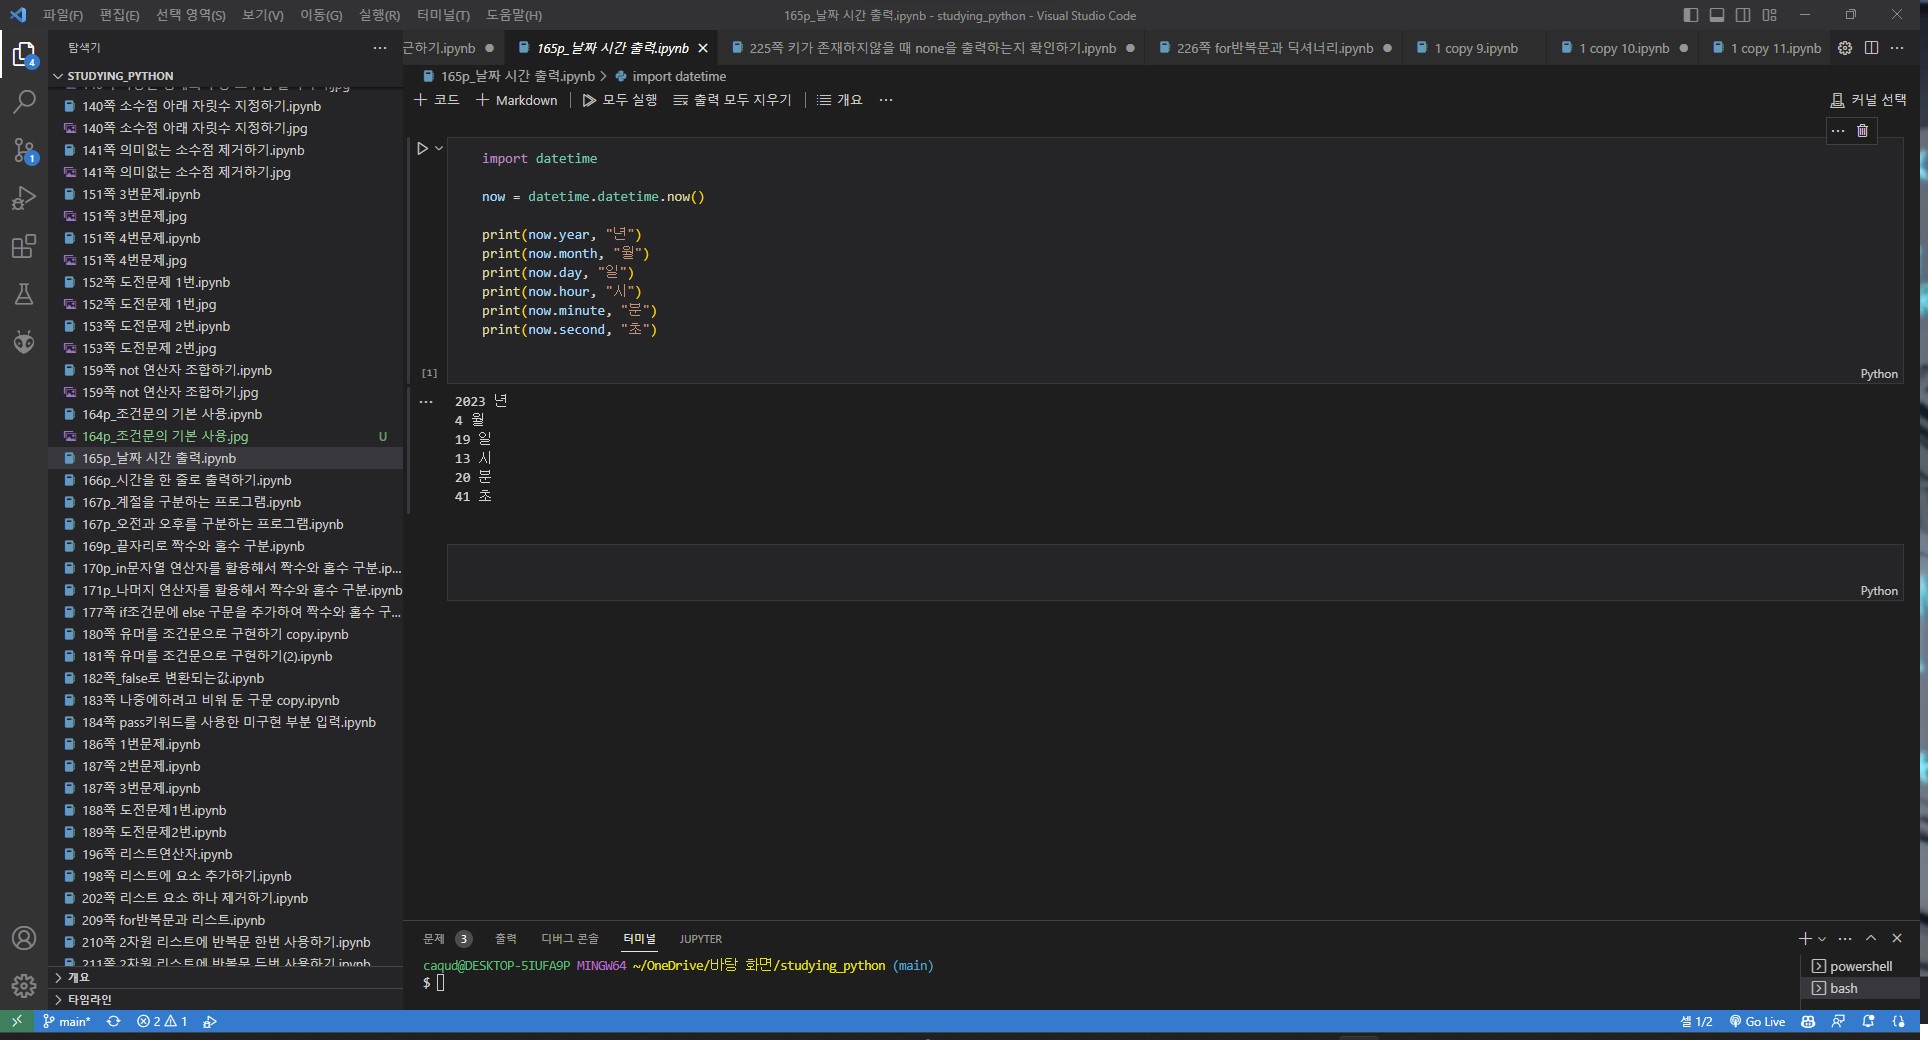 파일(F) 편집(E) 선택 영역(S) 보기(V) 이동(G) 실행(R) 터미널(T) 도움말(H)
165p_날짜 시간 출력.ipynb - studying_python - Visual Studio Code
탐색기
근하기.ipynb
165p_날짜 시간 출력.ipynb
225쪽 키가 존재하지않을 때 none을 출력하는지 확인하기.ipynb
226쪽 for반복문과 딕셔너리.ipynb
1 copy 9.ipynb
1 copy 10.ipynb
1 copy 11.ipynb
4
1
STUDYING_PYTHON
140쪽 소수점 아래 자릿수 지정하기.ipynb
140쪽 소수점 아래 자릿수 지정하기.jpg
141쪽 의미없는 소수점 제거하기.ipynb
141쪽 의미없는 소수점 제거하기.jpg
151쪽 3번문제.ipynb
151쪽 3번문제.jpg
151쪽 4번문제.ipynb
151쪽 4번문제.jpg
152쪽 도전문제 1번.ipynb
152쪽 도전문제 1번.jpg
153쪽 도전문제 2번.ipynb
153쪽 도전문제 2번.jpg
159쪽 not 연산자 조합하기.ipynb
159쪽 not 연산자 조합하기.jpg
164p_조건문의 기본 사용.ipynb
164p_조건문의 기본 사용.jpg U
165p_날짜 시간 출력.ipynb
166p_시간을 한 줄로 출력하기.ipynb
167p_계절을 구분하는 프로그램.ipynb
167p_오전과 오후를 구분하는 프로그램.ipynb
169p_끝자리로 짝수와 홀수 구분.ipynb
170p_in문자열 연산자를 활용해서 짝수와 홀수 구분.ip...
171p_나머지 연산자를 활용해서 짝수와 홀수 구분.ipynb
177쪽 if조건문에 else 구문을 추가하여 짝수와 홀수 구...
180쪽 유머를 조건문으로 구현하기 copy.ipynb
181쪽 유머를 조건문으로 구현하기(2).ipynb
182쪽_false로 변환되는값.ipynb
183쪽 나중에하려고 비워 둔 구문 copy.ipynb
184쪽 pass키워드를 사용한 미구현 부분 입력.ipynb
186쪽 1번문제.ipynb
187쪽 2번문제.ipynb
187쪽 3번문제.ipynb
188쪽 도전문제1번.ipynb
189쪽 도전문제2번.ipynb
196쪽 리스트연산자.ipynb
198쪽 리스트에 요소 추가하기.ipynb
202쪽 리스트 요소 하나 제거하기.ipynb
209쪽 for반복문과 리스트.ipynb
210쪽 2차원 리스트에 반복문 한번 사용하기.ipynb
211쪽 2차원 리스트에 반복문 두번 사용하기.ipynb
개요
타임라인
165p_날짜 시간 출력.ipynb > import datetime
+ 코드 + Markdown 모두 실행 출력 모두 지우기 개요 ...
커널 선택
import datetime
now = datetime.datetime.now()
print(now.year, "년")
print(now.month, "월")
print(now.day, "일")
print(now.hour, "시")
print(now.minute, "분")
print(now.second, "초")
[1]
Python
2023 년
4 월
19 일
13 시
20 분
41 초
Python
문제 3 출력 디버그 콘솔 터미널 JUPYTER
caqud@DESKTOP-5IUFA9P MINGW64 ~/OneDrive/바탕 화면/studying_python (main)
$
powershell
bash
main* 2 1
셀 1/2 Go Live